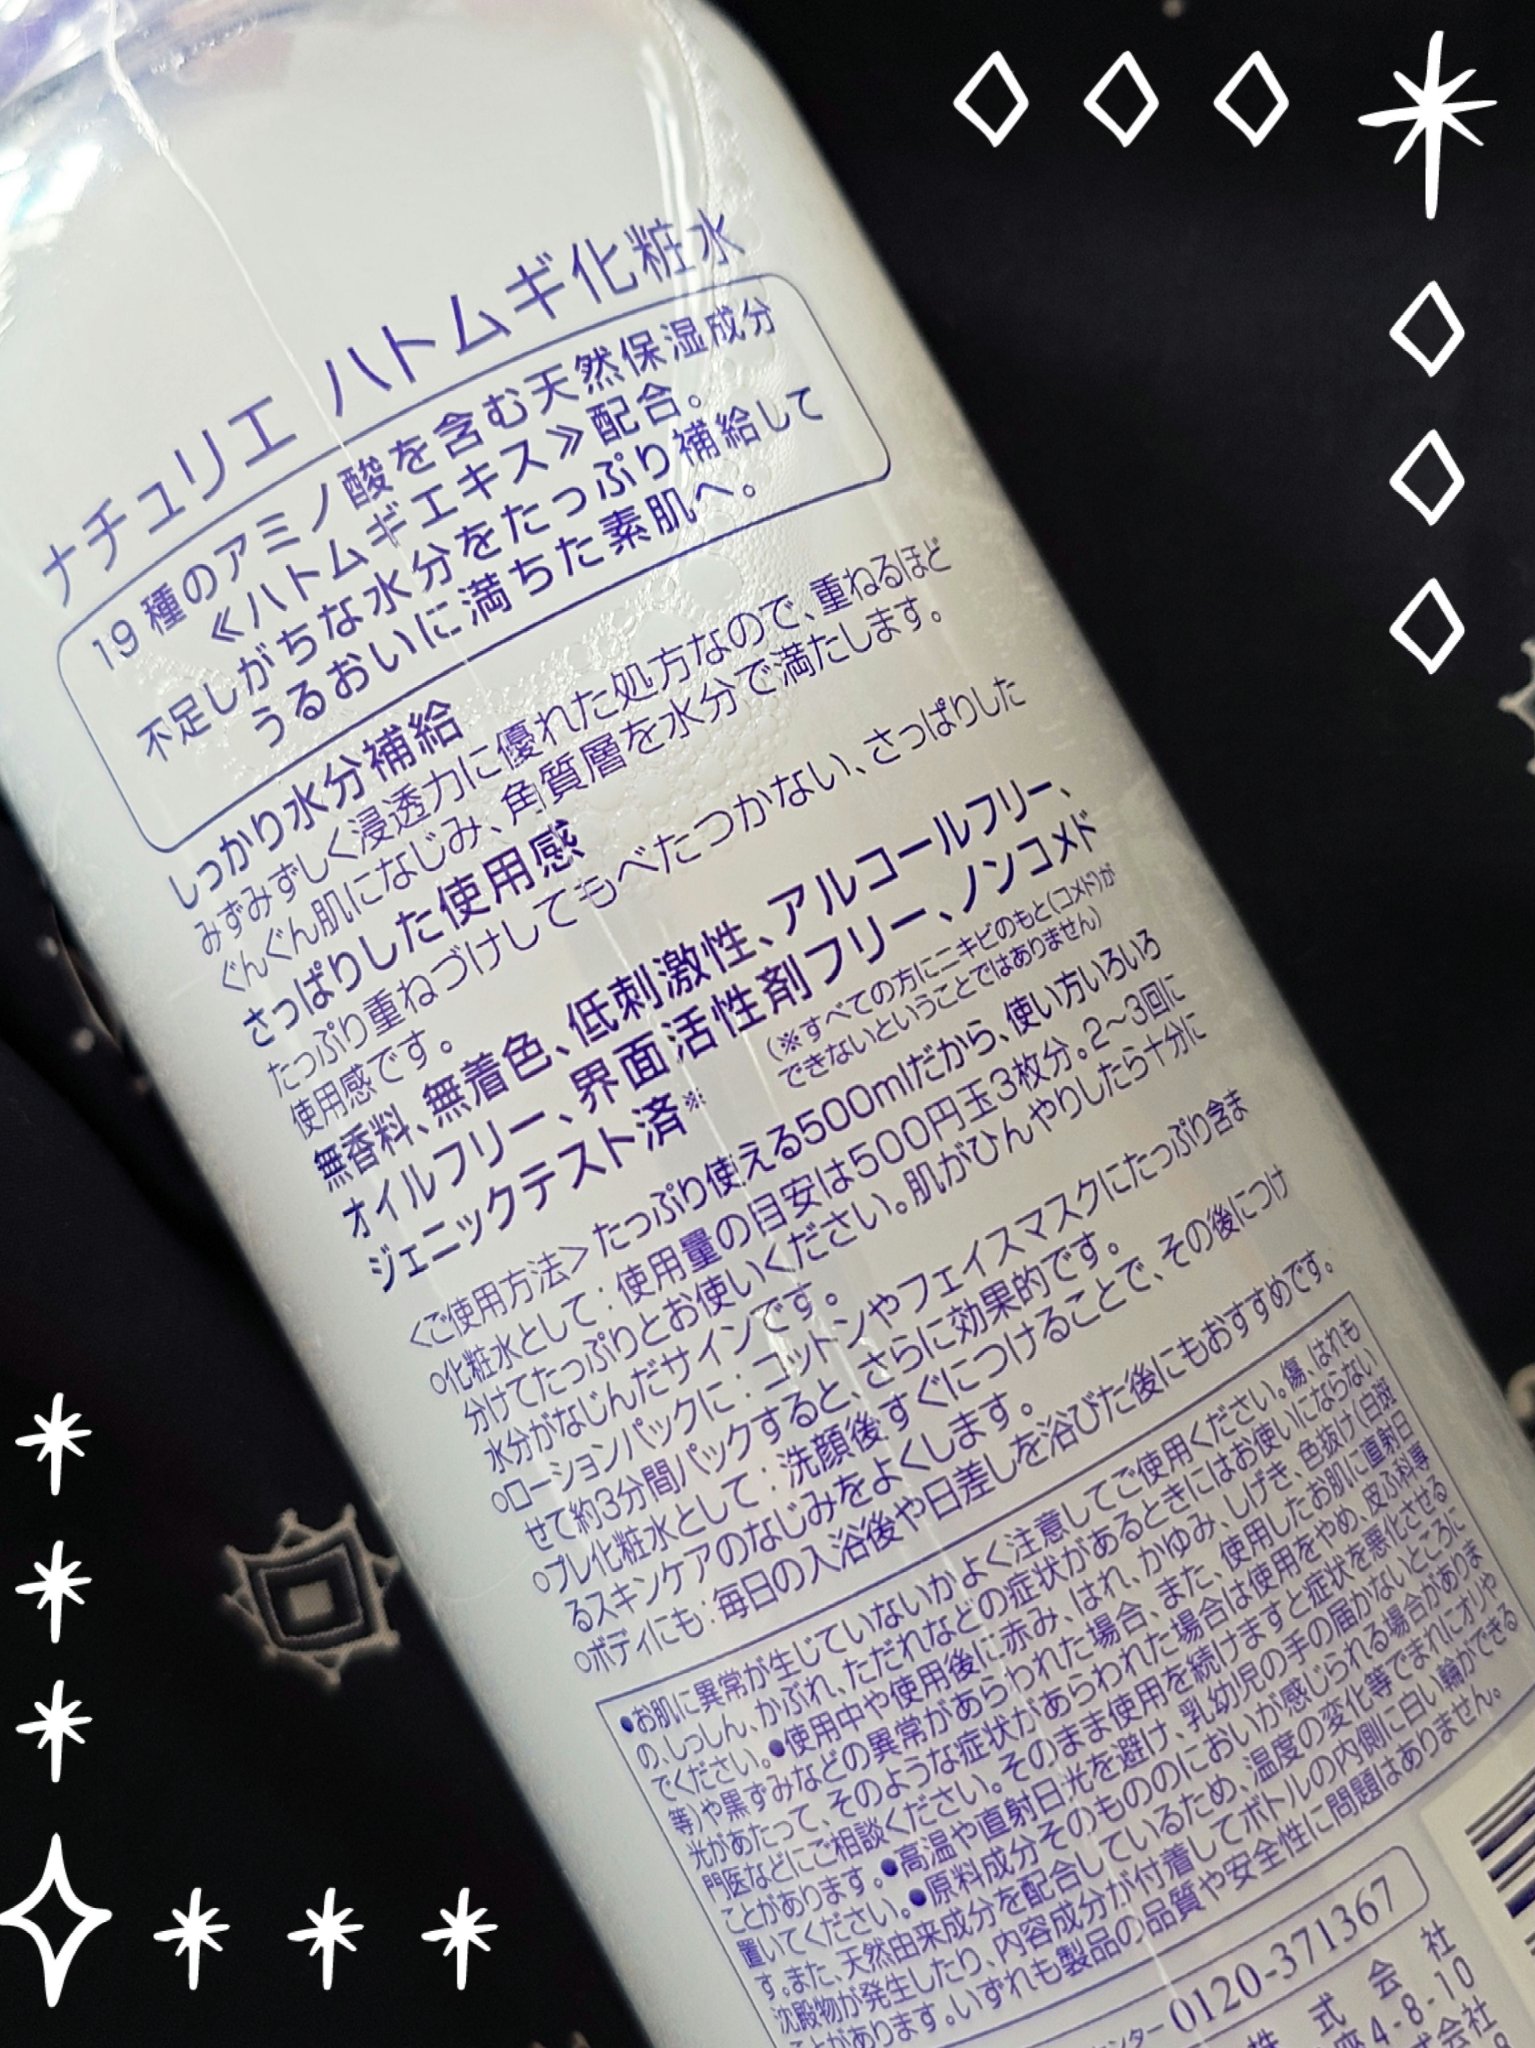 ナチュリエ ハトムギ化粧水
19種のアミノ酸を含む天然保湿成分
≪ハトムギエキス≫配合。
不足しがちな水分をたっぷり補給して
うるおいに満ちた素肌へ。
しっかり水分補給
みずみずしく浸透力に優れた処方なので、重ねるほど
ぐんぐん肌になじみ、角質層を水分で満たします。
さっぱりした使用感
たっぷり重ねづけしてもべたつかない、さっぱりした
使用感です。
無香料、無着色、低刺激性、アルコールフリー、
オイルフリー、界面活性剤フリー、ノンコメド
ジェニックテスト済※
(※すべての方にニキビのもと(コメド)が
できないということではありません)
<ご使用方法>たっぷり使える500mlだから、使い方いろいろ
○化粧水として:使用量の目安は500円玉3枚分。2〜3回に
分けてたっぷりとお使いください。肌がひんやりしたら十分に
水分がなじんだサインです。
○ローションパックに:コットンやフェイスマスクにたっぷり含ま
せて約3分間パックすると、さらに効果的です。
○プレ化粧水として:洗顔後すぐにつけることで、その後につけ
るスキンケアのなじみをよくします。
○ボディにも:毎日の入浴後や日差しを浴びた後にもおすすめです。
●お肌に異常が生じていないかよく注意してご使用ください。傷、はれも
の、しっしん、かぶれ、ただれなどの症状があるときにはお使いにならない
でください。●使用中や使用後に赤み、はれ、かゆみ、しげき、色抜け(白斑
等)や黒ずみなどの異常があらわれた場合、また、使用したお肌に直射日
光があたって、そのような症状があらわれた場合は使用をやめ、皮ふ科専
門医などにご相談ください。そのまま使用を続けますと症状を悪化させる
ことがあります。●高温や直射日光を避け、乳幼児の手の届かないところに
置いてください。●原料成分そのもののにおいが感じられる場合がありま
す。また、天然由来成分を配合しているため、温度の変化等でまれにオリや
沈殿物が発生したり、内容成分が付着してボトルの内側に白い輪ができる
ことがあります。いずれも製品の品質や安全性に問題はありません。
センター 0120-371367
株式会社
座4-8-10
式会社